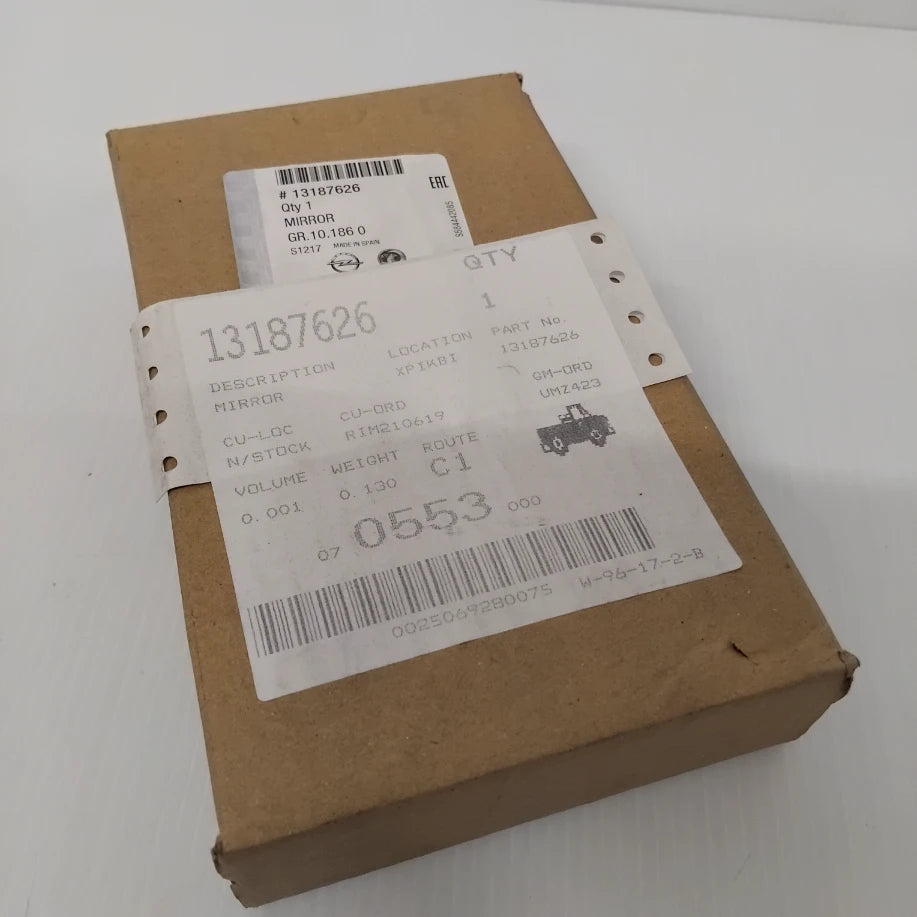 # 13187626
EAC
Qty 1
MIRROR
GR.10.186 0
S1217 MADE IN SPAIN
S684442085
QTY
13187626
1
DESCRIPTION LOCATION PART No.
MIRROR XPIKBI 13187626
CU-LOC CU-ORD GM-ORD
N/STOCK RIM210619 UMZ423
VOLUME WEIGHT ROUTE
0.001 0.130 C1
07 0553 000
0025069280075 W-96-17-2-B